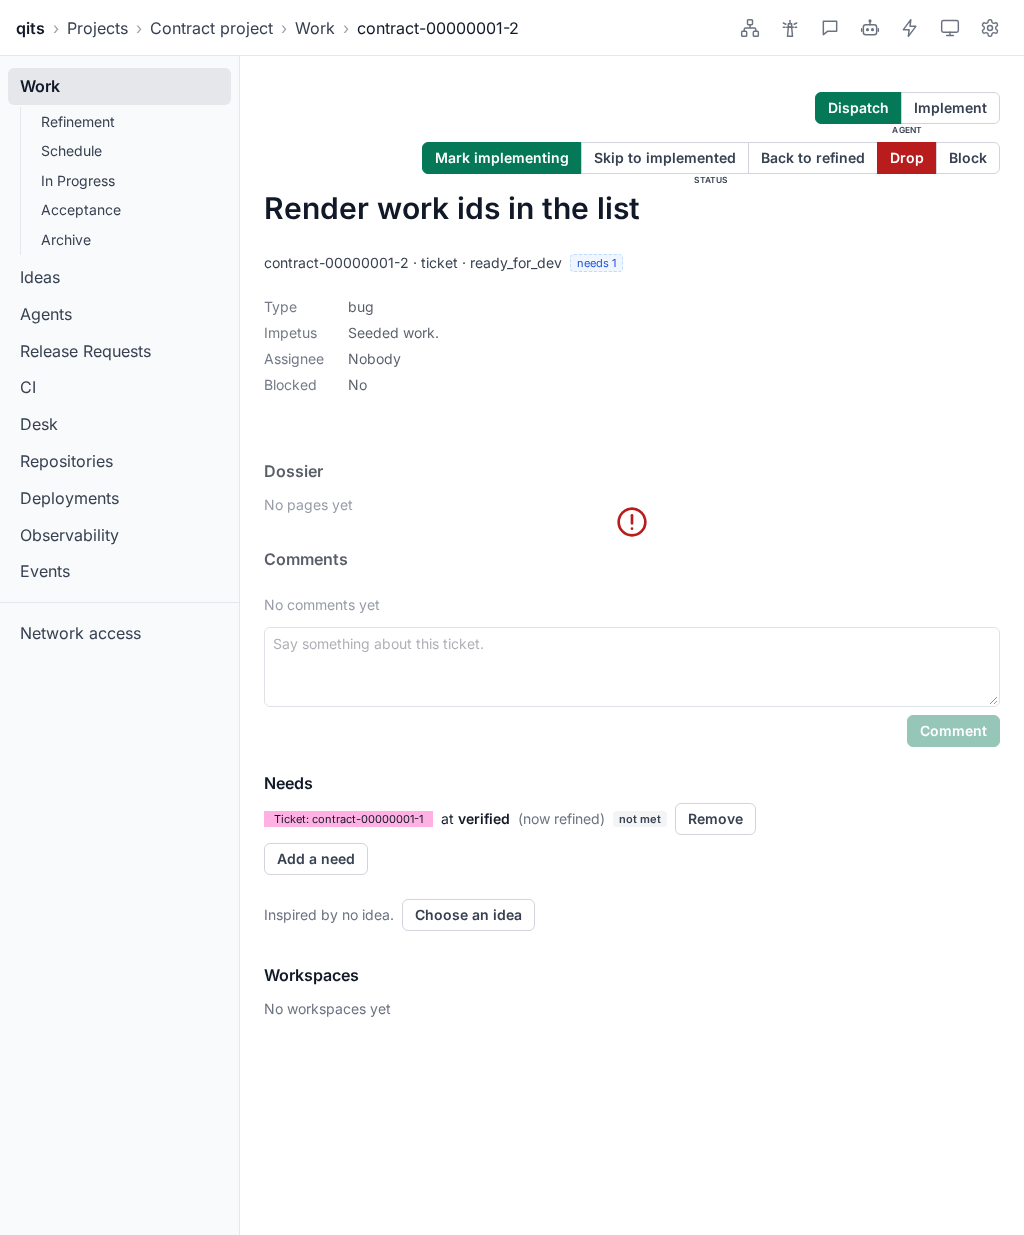 qits › Projects › Contract project › Work › contract-00000001-2
Work
Refinement
Schedule
In Progress
Acceptance
Archive
Ideas
Agents
Release Requests
CI
Desk
Repositories
Deployments
Observability
Events
Network access
Dispatch Implement
AGENT
Mark implementing Skip to implemented Back to refined Drop Block
STATUS
Render work ids in the list
contract-00000001-2 · ticket · ready_for_dev needs 1
Type bug
Impetus Seeded work.
Assignee Nobody
Blocked No
Dossier
No pages yet
Comments
No comments yet
Say something about this ticket.
Comment
Needs
Ticket: contract-00000001-1 at verified (now refined) not met Remove
Add a need
Inspired by no idea. Choose an idea
Workspaces
No workspaces yet